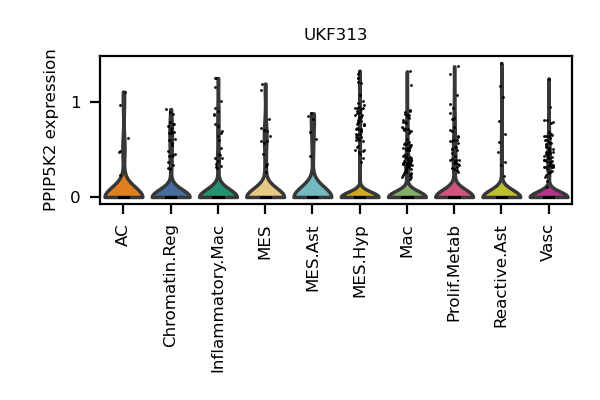 UKF313
PPIP5K2 expression
1
0
AC
Chromatin.Reg
Inflammatory.Mac
MES
MES.Ast
MES.Hyp
Mac
Prolif.Metab
Reactive.Ast
Vasc